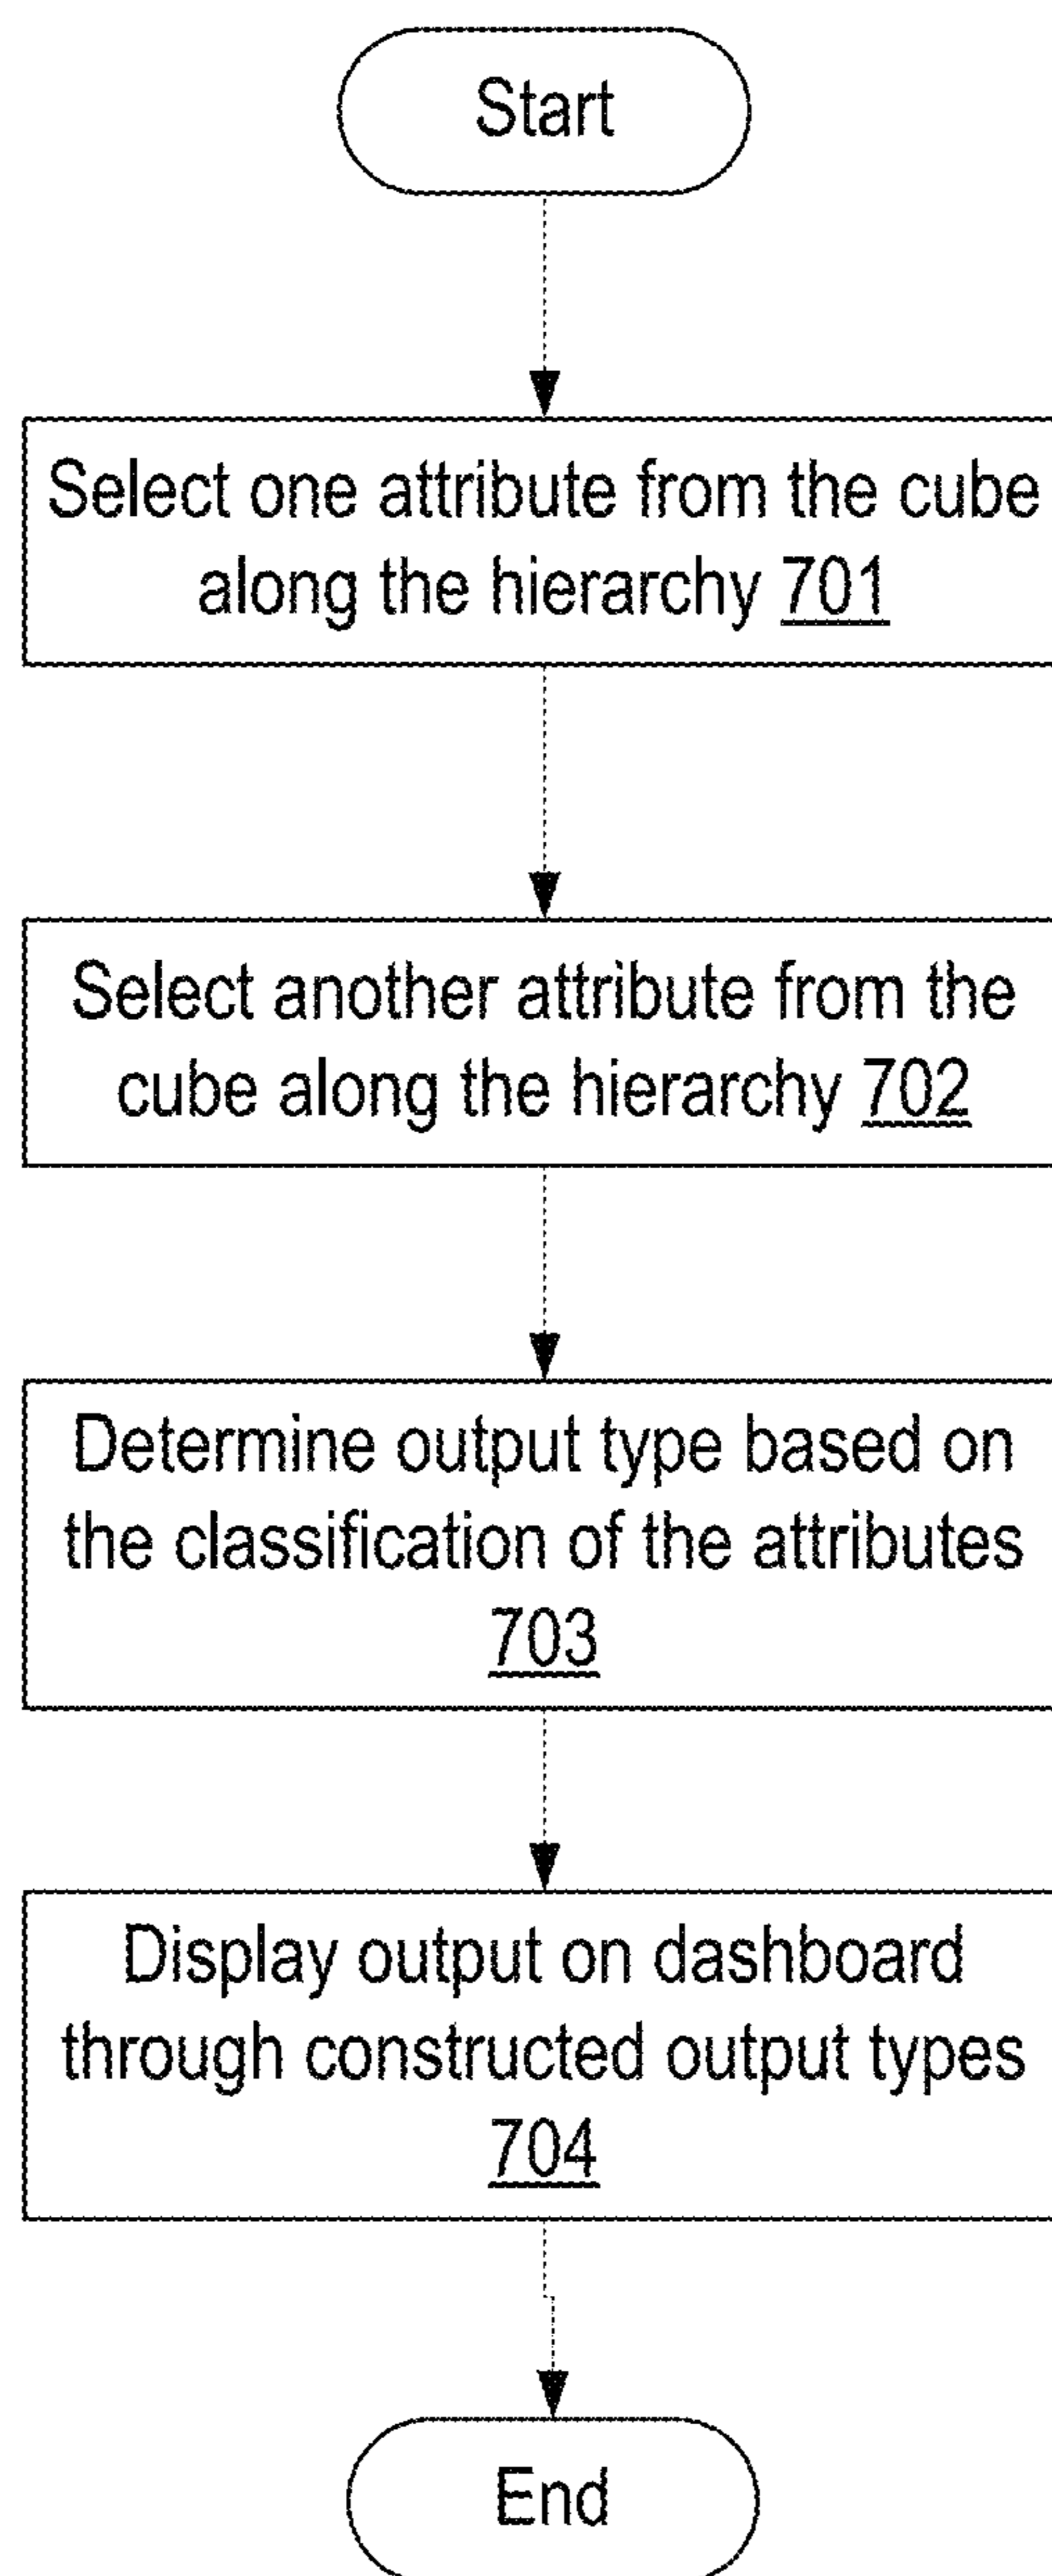 Start
Select one attribute from the cube
along the hierarchy 701
Select another attribute from the
cube along the hierarchy 702
Determine output type based on
the classification of the attributes
703
Display output on dashboard
through constructed output types
704
End